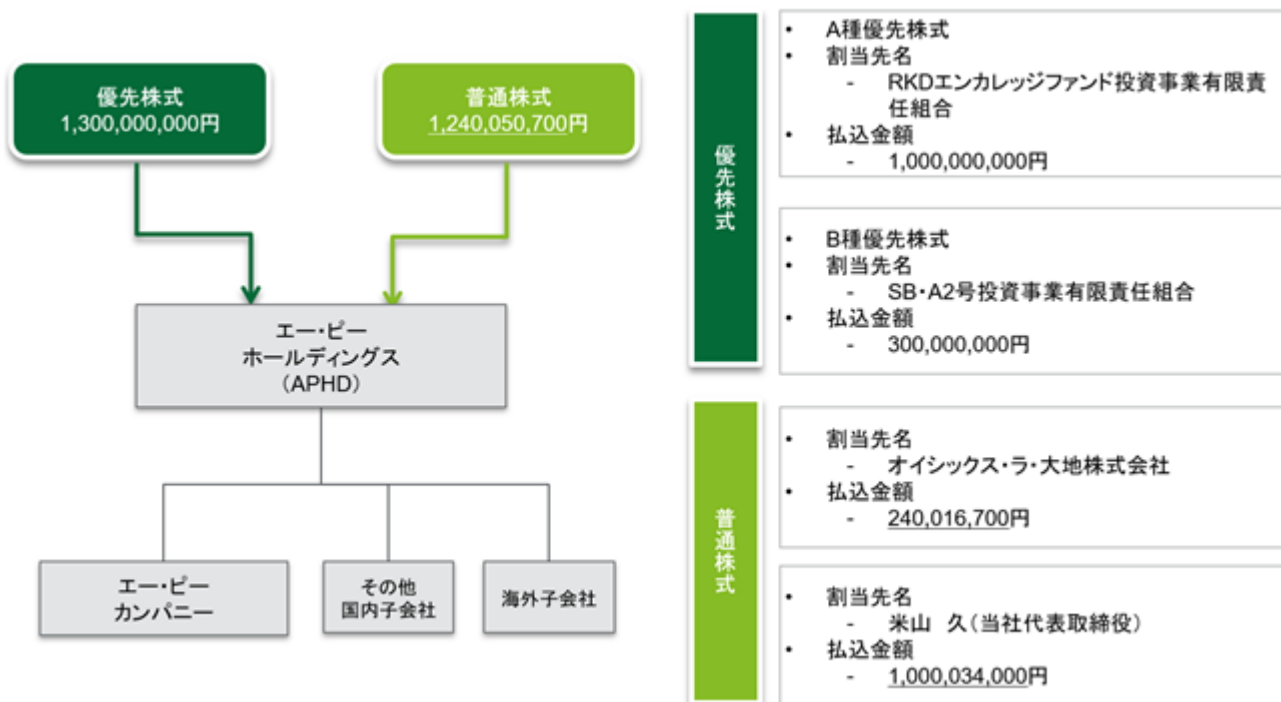 優先株式
1,300,000,000円
普通株式
1,240,050,700円
エー・ピー
ホールディングス
（APHD）
エー・ピー
カンパニー
その他
国内子会社
海外子会社
優先株式
• A種優先株式
• 割当先名
- RKDエンカレッジファンド投資事業有限責
任組合
• 払込金額
- 1,000,000,000円
• B種優先株式
• 割当先名
- SB・A2号投資事業有限責任組合
• 払込金額
- 300,000,000円
普通株式
• 割当先名
- オイシックス・ラ・大地株式会社
• 払込金額
- 240,016,700円
• 割当先名
- 米山　久（当社代表取締役）
• 払込金額
- 1,000,034,000円